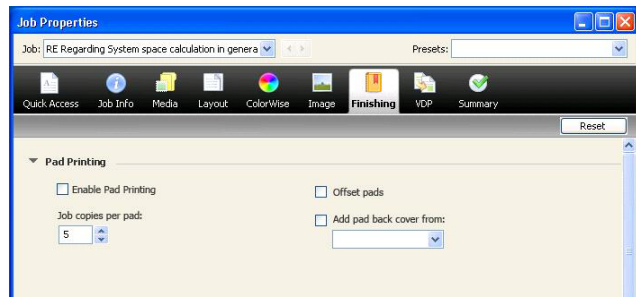 Job Properties
Job: RE Regarding System space calculation in genera
Presets:
Quick Access Job Info Media Layout ColorWise Image Finishing VDP Summary
Reset
Pad Printing
Enable Pad Printing
Offset pads
Job copies per pad:
Add pad back cover from:
5